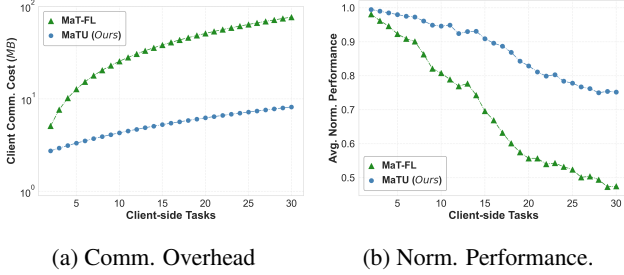 10²
10¹
10⁰
Client Comm. Cost (MB)
MaT-FL
MaTU (Ours)
5 10 15 20 25 30
Client-side Tasks
(a) Comm. Overhead
1.0
0.9
0.8
0.7
0.6
0.5
Avg. Norm. Performance
MaT-FL
MaTU (Ours)
5 10 15 20 25 30
Client-side Tasks
(b) Norm. Performance.